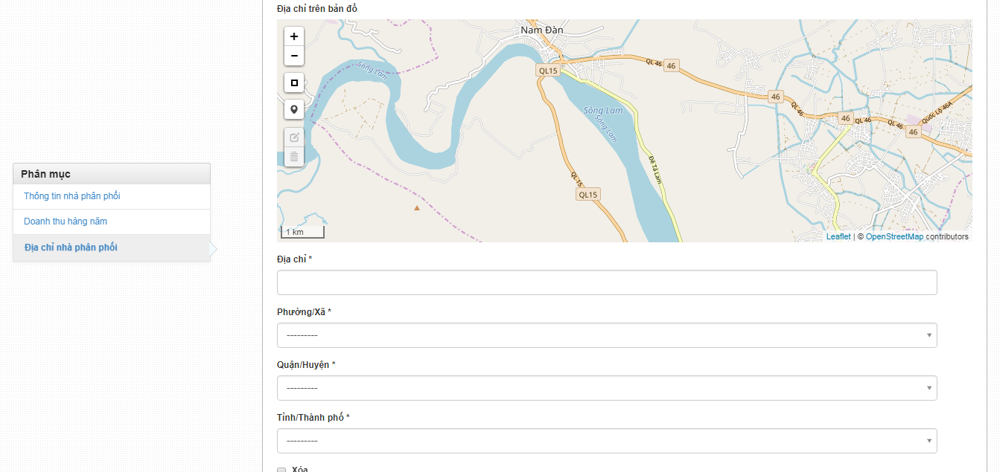 Địa chỉ trên bản đồ
Nam Đàn
+
−
Sông Lam
QL15
QL 46
46
46
Quốc Lộ 46A
Sông Lam
Sông Lam
QL 46
46
QL 46
QL 46
46
Đê Tả Lam
QL 15
QL15
1 km
Leaflet | © OpenStreetMap contributors
Phân mục
Thông tin nhà phân phối
Doanh thu hàng năm
Địa chỉ nhà phân phối
Địa chỉ *
Phường/Xã *
---------
Quận/Huyện *
---------
Tỉnh/Thành phố *
---------
Xóa